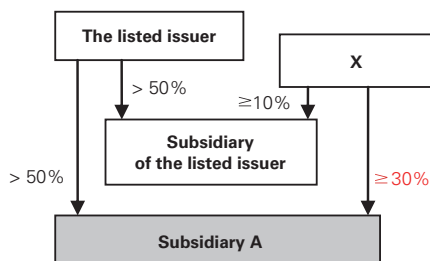 The listed issuer
X
> 50%
≥10%
Subsidiary
of the listed issuer
> 50%
≥30%
Subsidiary A